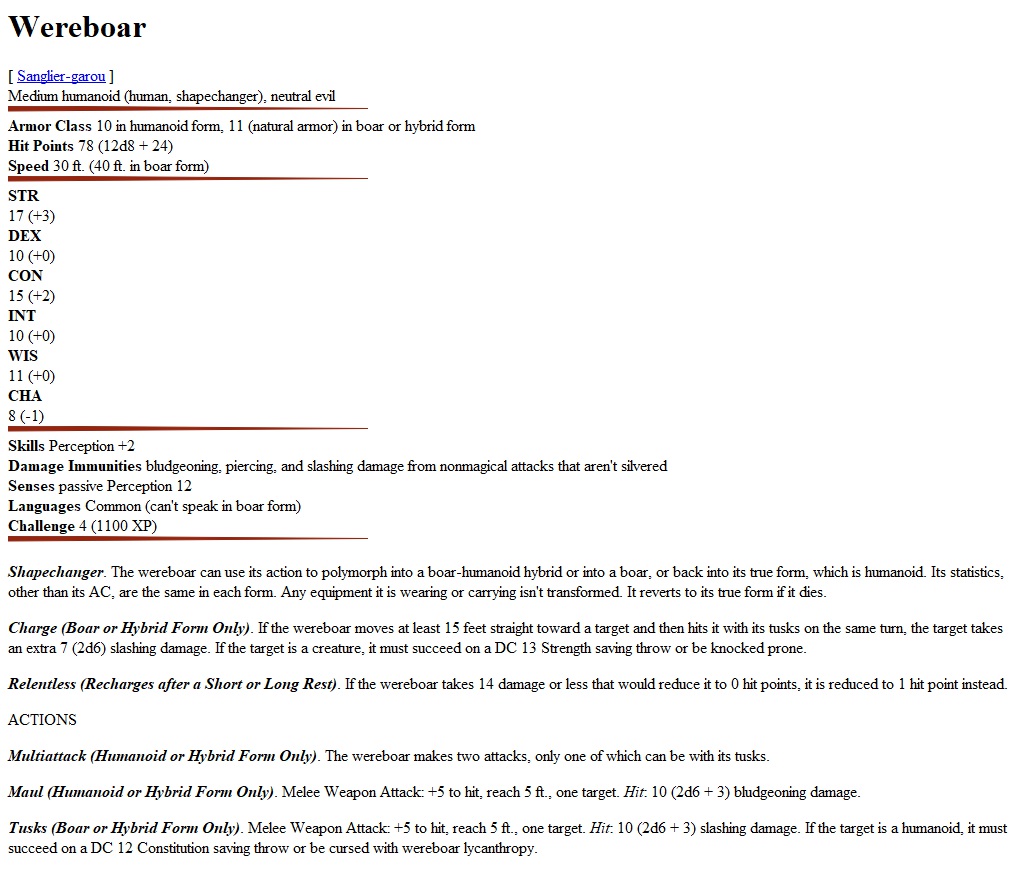 Wereboar
[ Sanglier-garou ]
Medium humanoid (human, shapechanger), neutral evil
Armor Class 10 in humanoid form, 11 (natural armor) in boar or hybrid form
Hit Points 78 (12d8 + 24)
Speed 30 ft. (40 ft. in boar form)
STR
17 (+3)
DEX
10 (+0)
CON
15 (+2)
INT
10 (+0)
WIS
11 (+0)
CHA
8 (-1)
Skills Perception +2
Damage Immunities bludgeoning, piercing, and slashing damage from nonmagical attacks that aren't silvered
Senses passive Perception 12
Languages Common (can't speak in boar form)
Challenge 4 (1100 XP)
Shapechanger. The wereboar can use its action to polymorph into a boar-humanoid hybrid or into a boar, or back into its true form, which is humanoid. Its statistics,
other than its AC, are the same in each form. Any equipment it is wearing or carrying isn't transformed. It reverts to its true form if it dies.
Charge (Boar or Hybrid Form Only). If the wereboar moves at least 15 feet straight toward a target and then hits it with its tusks on the same turn, the target takes
an extra 7 (2d6) slashing damage. If the target is a creature, it must succeed on a DC 13 Strength saving throw or be knocked prone.
Relentless (Recharges after a Short or Long Rest). If the wereboar takes 14 damage or less that would reduce it to 0 hit points, it is reduced to 1 hit point instead.
ACTIONS
Multiattack (Humanoid or Hybrid Form Only). The wereboar makes two attacks, only one of which can be with its tusks.
Maul (Humanoid or Hybrid Form Only). Melee Weapon Attack: +5 to hit, reach 5 ft., one target. Hit: 10 (2d6 + 3) bludgeoning damage.
Tusks (Boar or Hybrid Form Only). Melee Weapon Attack: +5 to hit, reach 5 ft., one target. Hit: 10 (2d6 + 3) slashing damage. If the target is a humanoid, it must
succeed on a DC 12 Constitution saving throw or be cursed with wereboar lycanthropy.